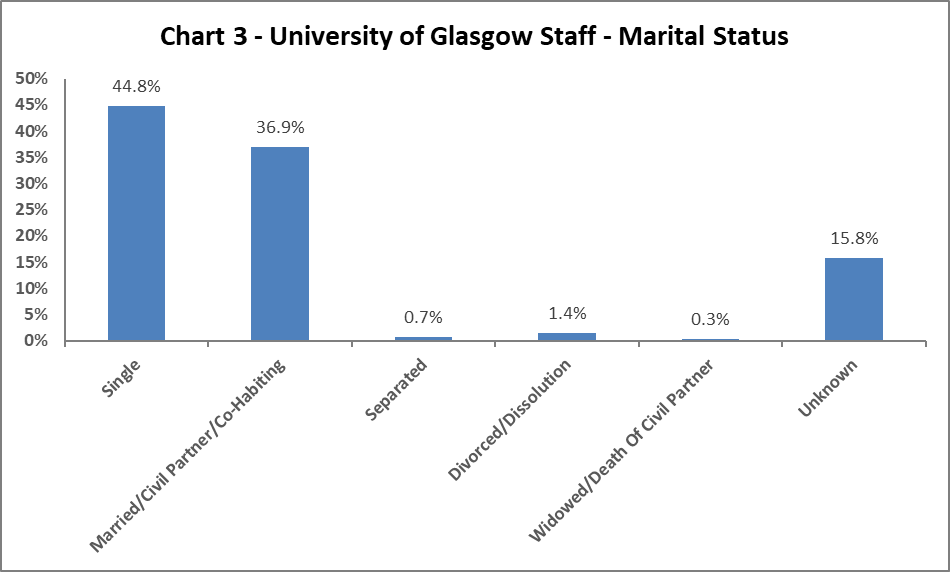 Chart 3 - University of Glasgow Staff - Marital Status
50%
45%
40%
35%
30%
25%
20%
15%
10%
5%
0%
44.8%
36.9%
0.7%
1.4%
0.3%
15.8%
Single
Married/Civil Partner/Co-Habiting
Separated
Divorced/Dissolution
Widowed/Death Of Civil Partner
Unknown